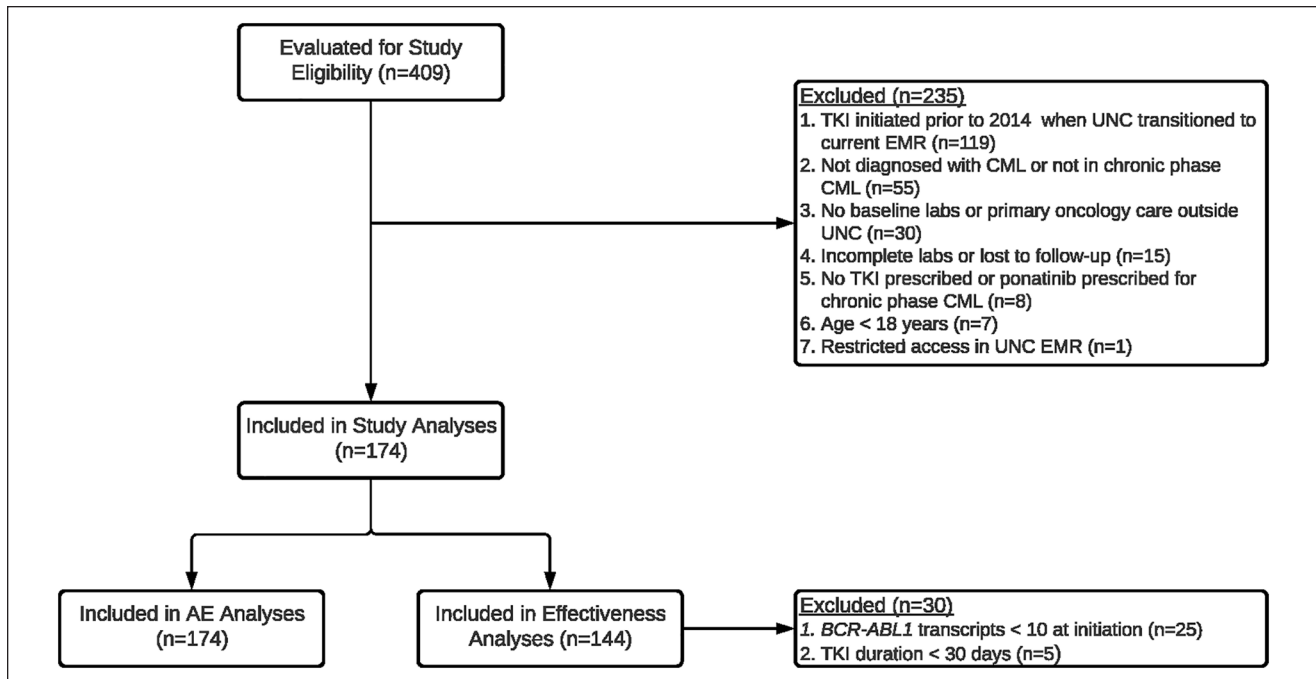 Evaluated for Study
Eligibility (n=409)
Excluded (n=235)
1. TKI initiated prior to 2014 when UNC transitioned to
current EMR (n=119)
2. Not diagnosed with CML or not in chronic phase
CML (n=55)
3. No baseline labs or primary oncology care outside
UNC (n=30)
4. Incomplete labs or lost to follow-up (n=15)
5. No TKI prescribed or ponatinib prescribed for
chronic phase CML (n=8)
6. Age < 18 years (n=7)
7. Restricted access in UNC EMR (n=1)
Included in Study Analyses
(n=174)
Included in AE Analyses
(n=174)
Included in Effectiveness
Analyses (n=144)
Excluded (n=30)
1. BCR-ABL1 transcripts < 10 at initiation (n=25)
2. TKI duration < 30 days (n=5)